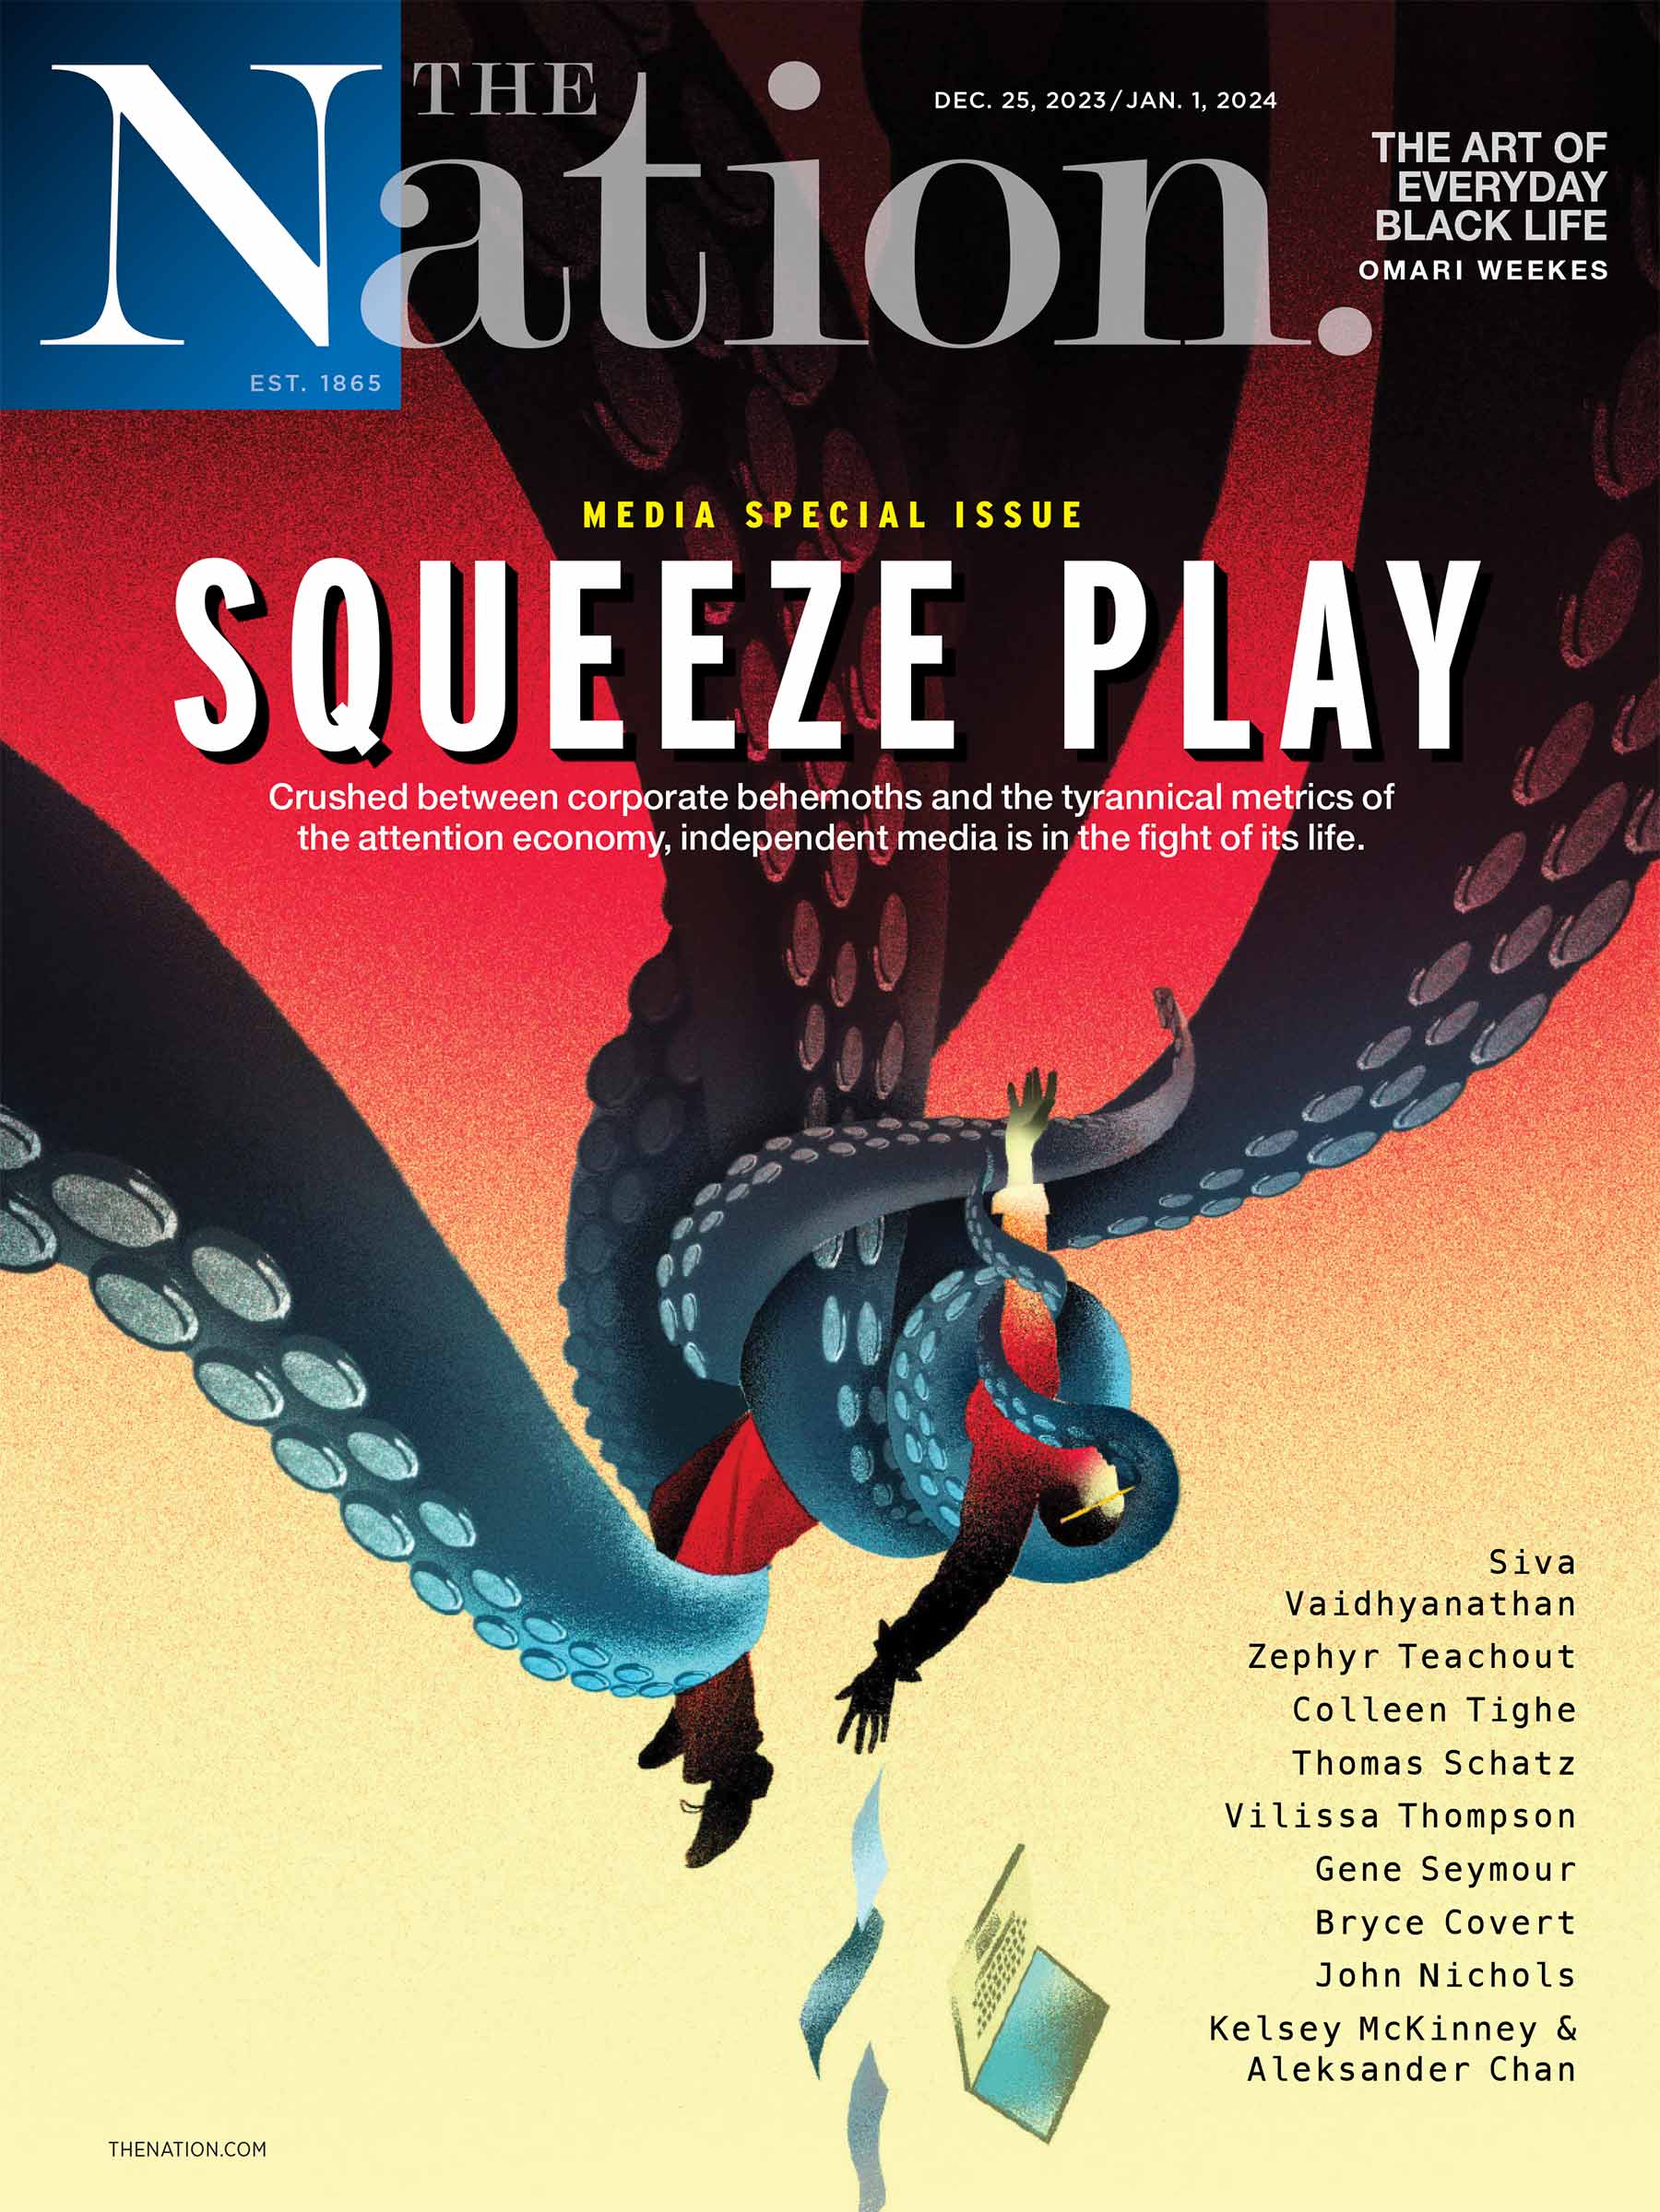 THE
Nation.
EST. 1865
DEC. 25, 2023/JAN. 1, 2024
THE ART OF
EVERYDAY
BLACK LIFE
OMARI WEEKES
MEDIA SPECIAL ISSUE
SQUEEZE PLAY
Crushed between corporate behemoths and the tyrannical metrics of
the attention economy, independent media is in the fight of its life.
Siva
Vaidhyanathan
Zephyr Teachout
Colleen Tighe
Thomas Schatz
Vilissa Thompson
Gene Seymour
Bryce Covert
John Nichols
Kelsey McKinney &
Aleksander Chan
THENATION.COM